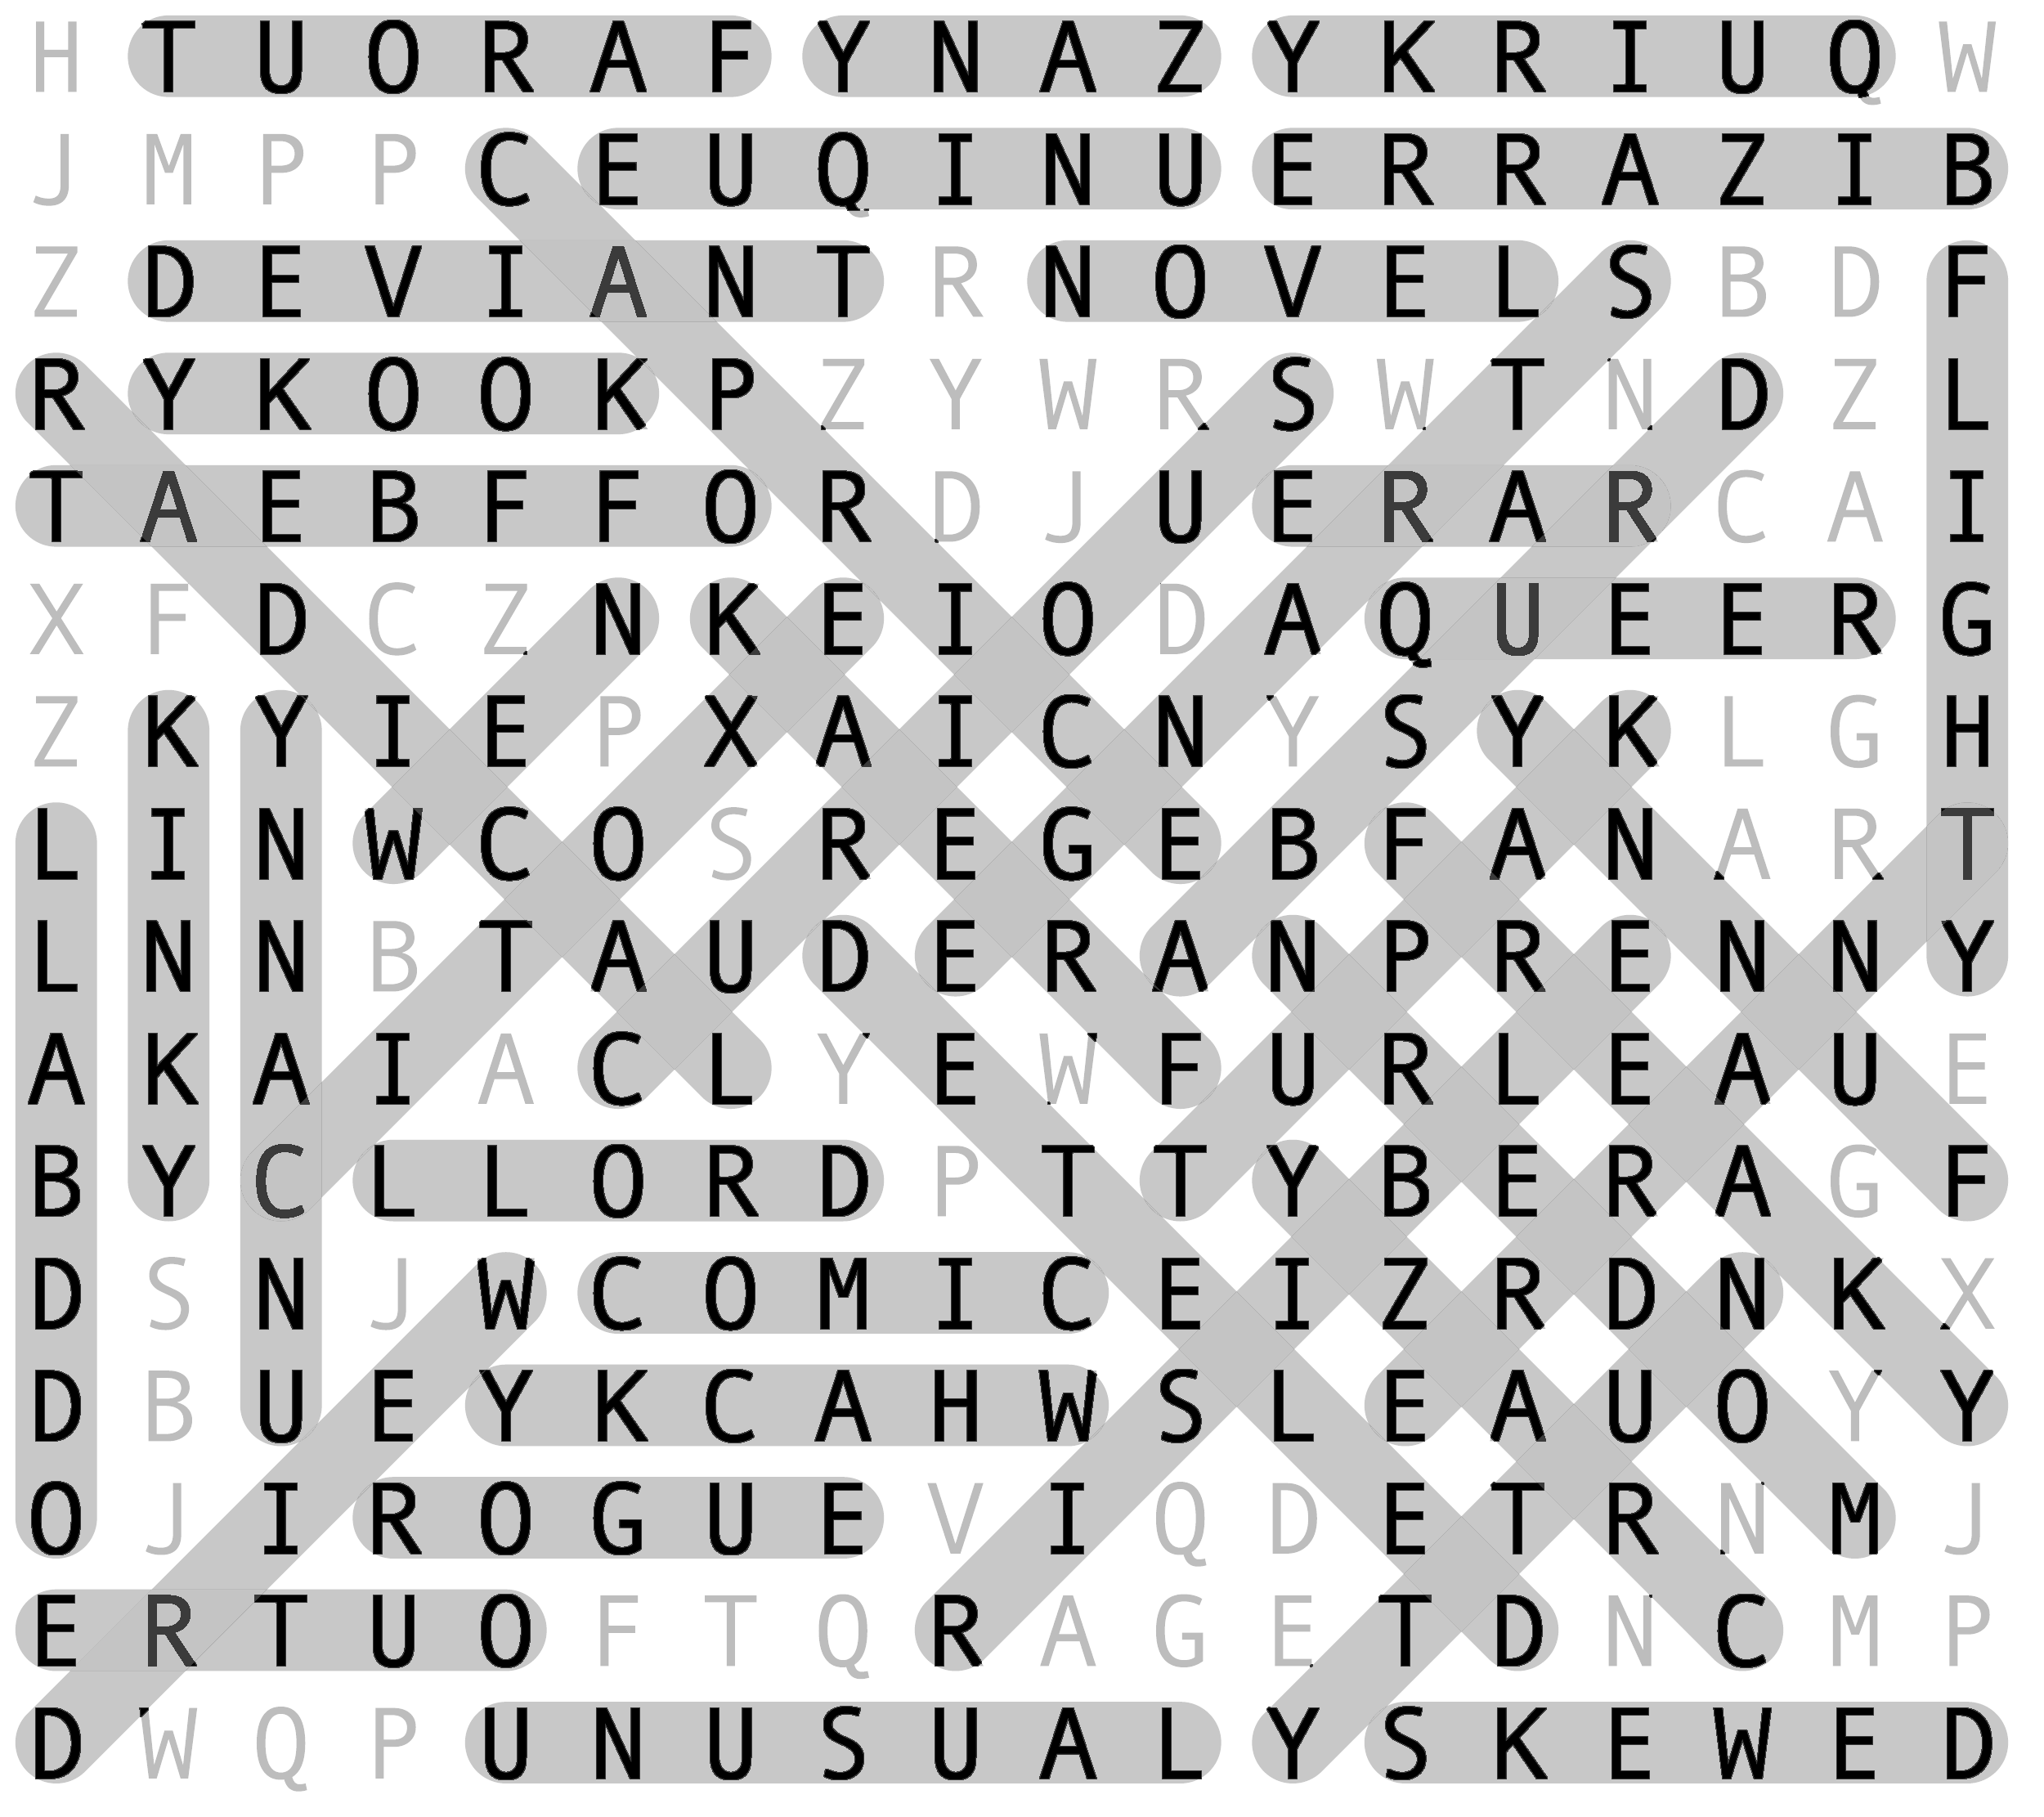 H T U O R A F Y N A Z Y K R I U Q W
J M P P C E U Q I N U E R R A Z I B
Z D E V I A N T R N O V E L S B D F
R Y K O O K P Z Y W R S W T N D Z L
T A E B F F O R D J U E R A R C A I
X F D C Z N K E I O D A Q U E E R G
Z K Y I E P X A I C N Y S Y K L G H
L I N W C O S R E G E B F A N A R T
L N N B T A U D E R A N P R E N N Y
A K A I A C L Y E W F U R L E A U E
B Y C L L O R D P T T Y B E R A G F
D S N J W C O M I C E I Z R D N K X
D B U E Y K C A H W S L E A U O Y Y
O J I R O G U E V I Q D E T R N M J
E R T U O F T Q R A G E T D N C M P
D W Q P U N U S U A L Y S K E W E D